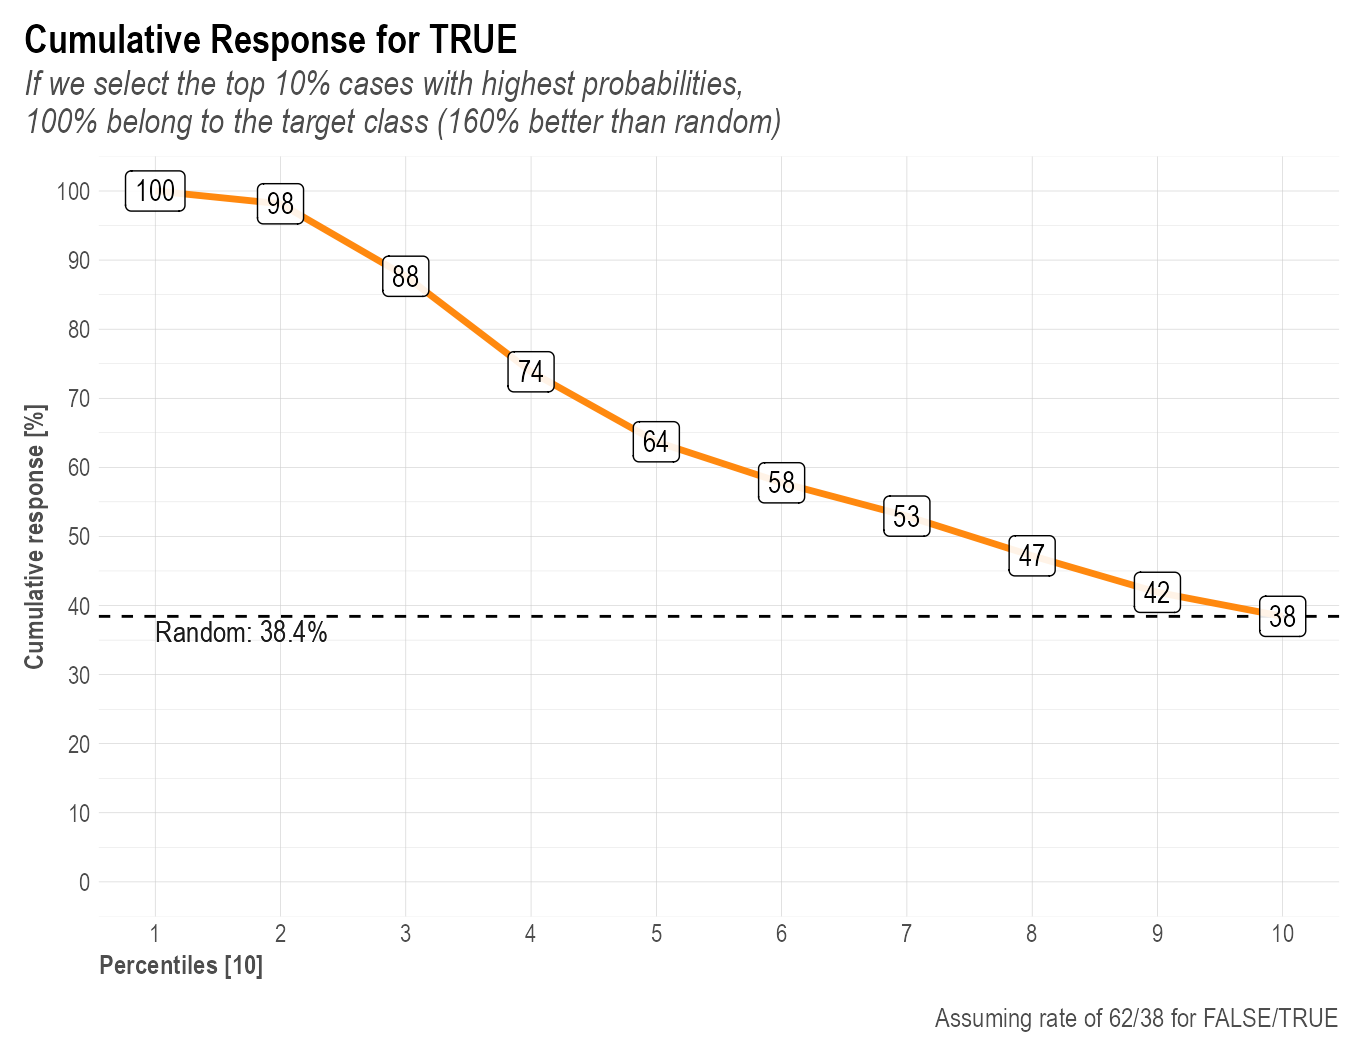 Cumulative Response for TRUE
If we select the top 10% cases with highest probabilities,
100% belong to the target class (160% better than random)
Cumulative response [%]
100
90
80
70
60
50
40
30
20
10
0
100
98
88
74
64
58
53
47
42
38
Random: 38.4%
1 2 3 4 5 6 7 8 9 10
Percentiles [10]
Assuming rate of 62/38 for FALSE/TRUE